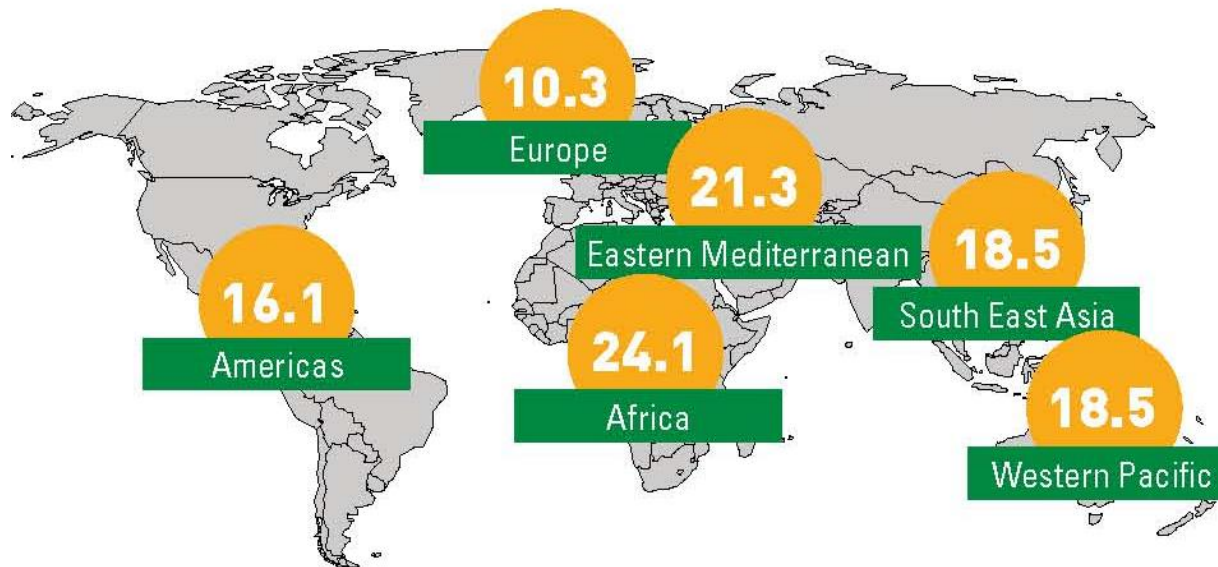 10.3
Europe
21.3
Eastern Mediterranean
18.5
South East Asia
16.1
Americas
24.1
Africa
18.5
Western Pacific